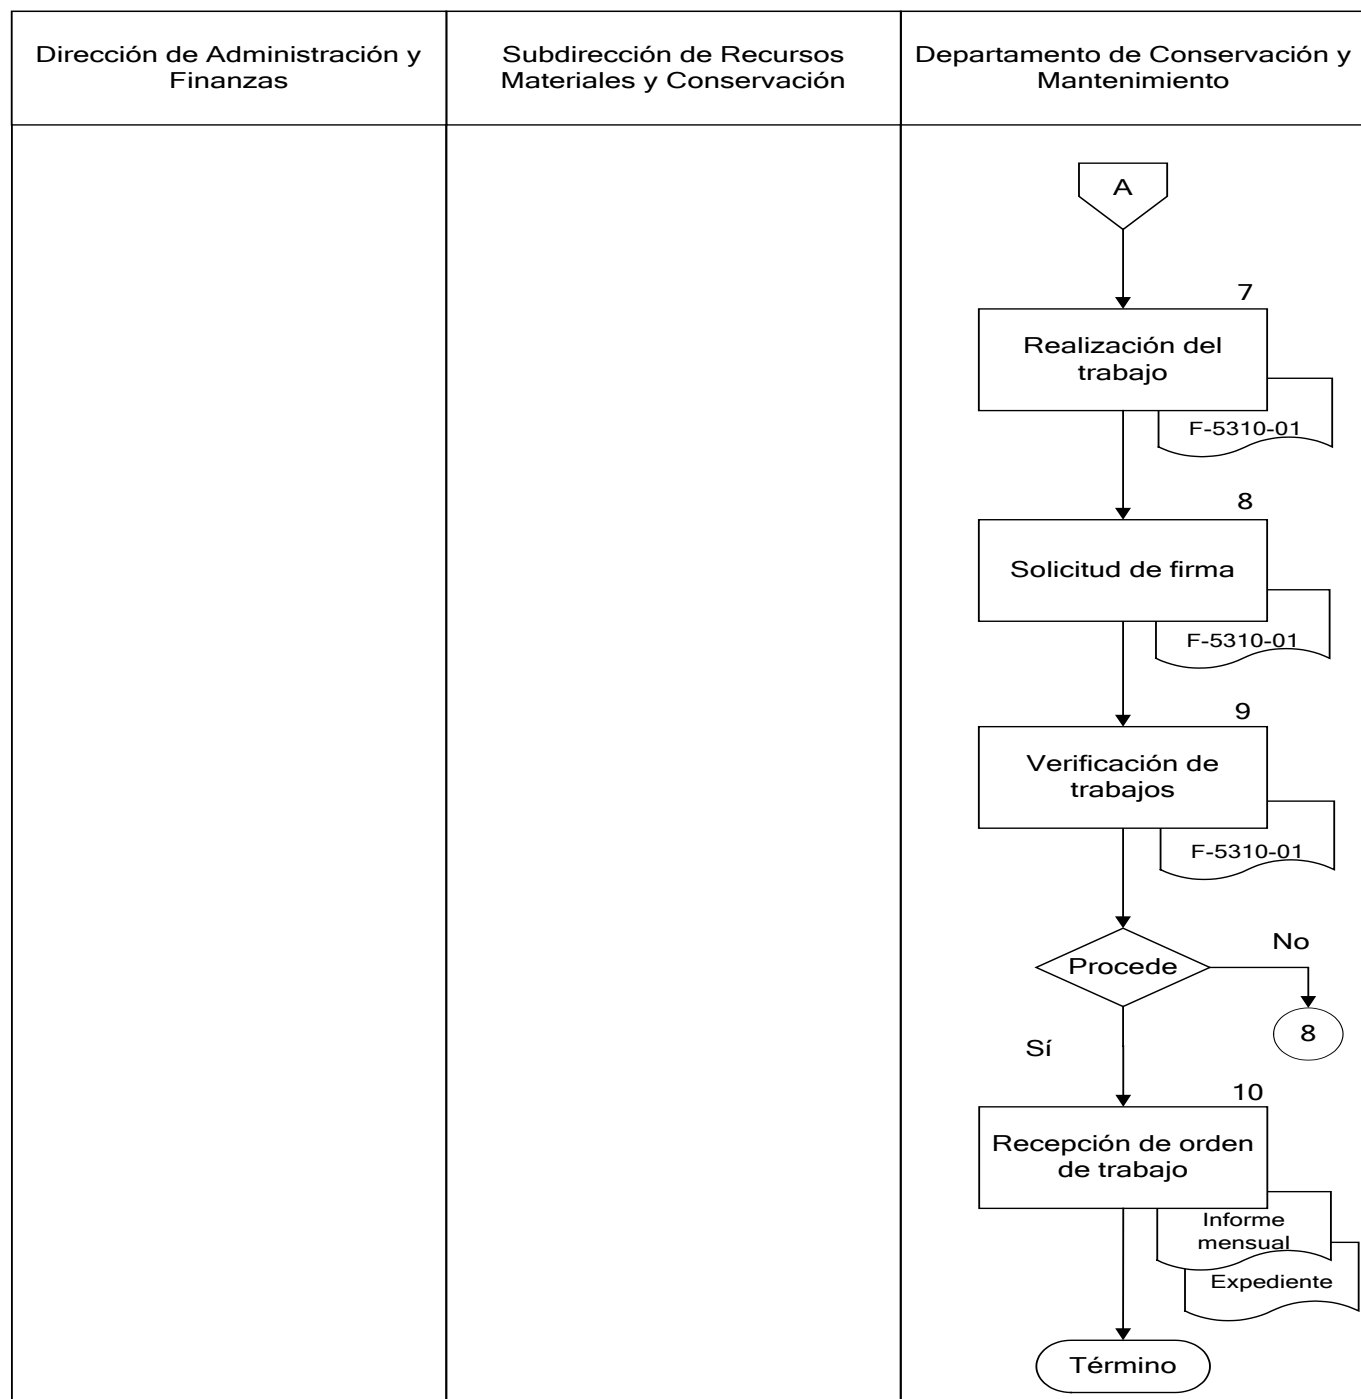 Dirección de Administración y
Finanzas
Subdirección de Recursos
Materiales y Conservación
Departamento de Conservación y
Mantenimiento
A
7
Realización del
trabajo
F-5310-01
8
Solicitud de firma
F-5310-01
9
Verificación de
trabajos
F-5310-01
Procede
No
8
Sí
10
Recepción de orden
de trabajo
Informe
mensual
Expediente
Término